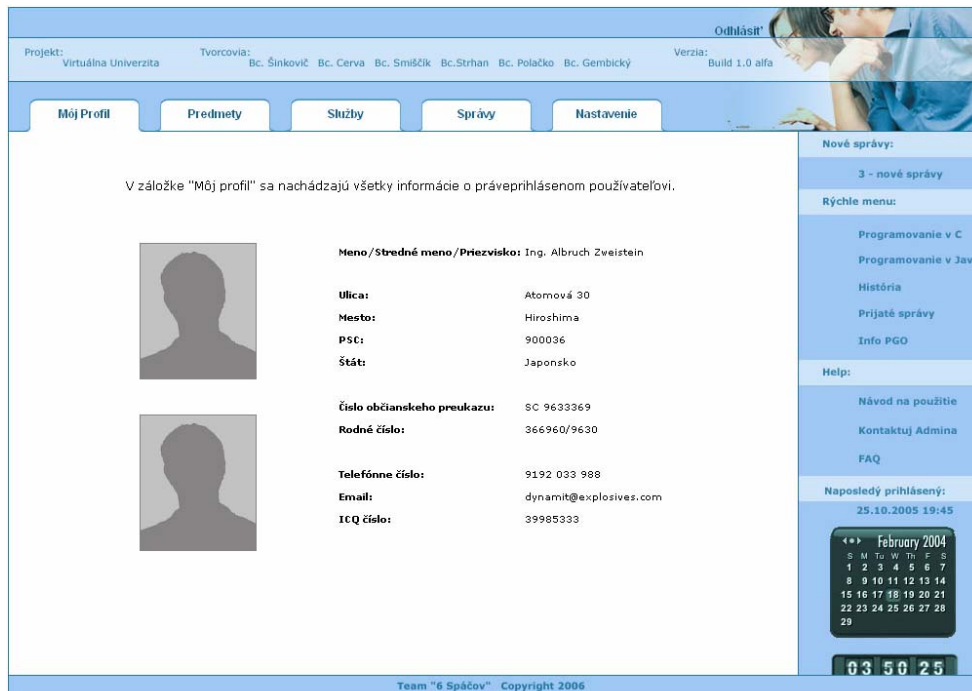 Odhlásiť
Projekt: Tvorcovia: Verzia:
Virtuálna Univerzita Bc. Šinkovič Bc. Cerva Bc. Smiščik Bc.Strhan Bc. Polačko Bc. Gembický Build 1.0 alfa
Môj Profil Predmety Služby Správy Nastavenie
Nové správy:
3 - nové správy
Rýchle menu:
Programovanie v C
Programovanie v Jav
História
Prijaté správy
Info PGO
Help:
Návod na použitie
Kontaktuj Admina
FAQ
Naposledý prihlásený:
25.10.2005 19:45
February 2004
S M Tu W Th F S
1 2 3 4 5 6 7
8 9 10 11 12 13 14
15 16 17 18 19 20 21
22 23 24 25 26 27 28
29
03 50 25
V záložke "Môj profil" sa nachádzajú všetky informácie o práveprihlásenom používateľovi.
Meno/Stredné meno/Priezvisko: Ing. Albruch Zweistein
Ulica: Atomová 30
Mesto: Hiroshima
PSC: 900036
Štát: Japonsko
Čislo občianskeho preukazu: SC 9633369
Rodné číslo: 366960/9630
Telefónne číslo: 9192 033 988
Email: dynamit@explosives.com
ICQ číslo: 39985333
Team "6 Spáčov" Copyright 2006